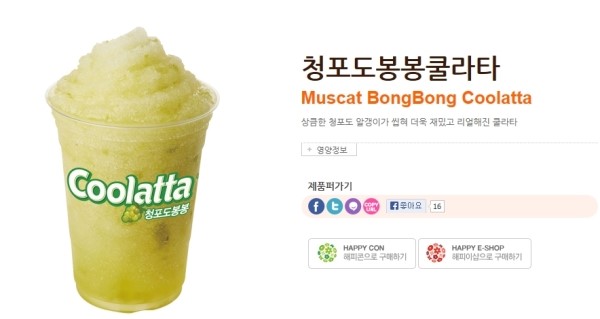 청포도봉봉쿨라타
Muscat BongBong Coolatta
상큼한 청포도 알갱이가 씹혀 더욱 재밌고 리얼해진 쿨라타
+ 영양정보
제품퍼가기
COPY URL
좋아요 16
HAPPY CON
해피콘으로 구매하기
HAPPY E-SHOP
해피이샵으로 구매하기
Coolatta
청포도봉봉